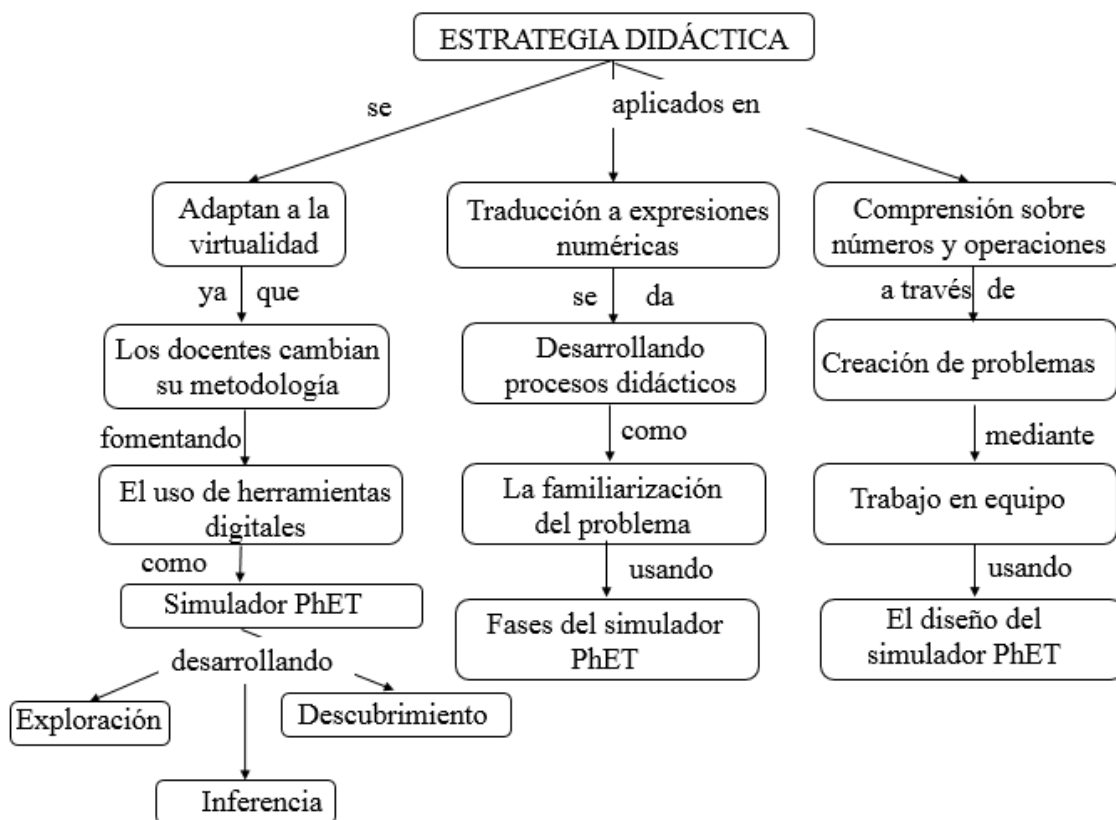 ESTRATEGIA DIDÁCTICA
se
aplicados en
Adaptan a la
virtualidad
Traducción a expresiones
numéricas
Comprensión sobre
números y operaciones
ya que
se da
a través de
Los docentes cambian
su metodología
Desarrollando
procesos didácticos
Creación de problemas
fomentando
como
mediante
El uso de herramientas
digitales
La familiarización
del problema
Trabajo en equipo
como
usando
usando
Simulador PhET
Fases del simulador
PhET
El diseño del
simulador PhET
desarrollando
Exploración
Descubrimiento
Inferencia